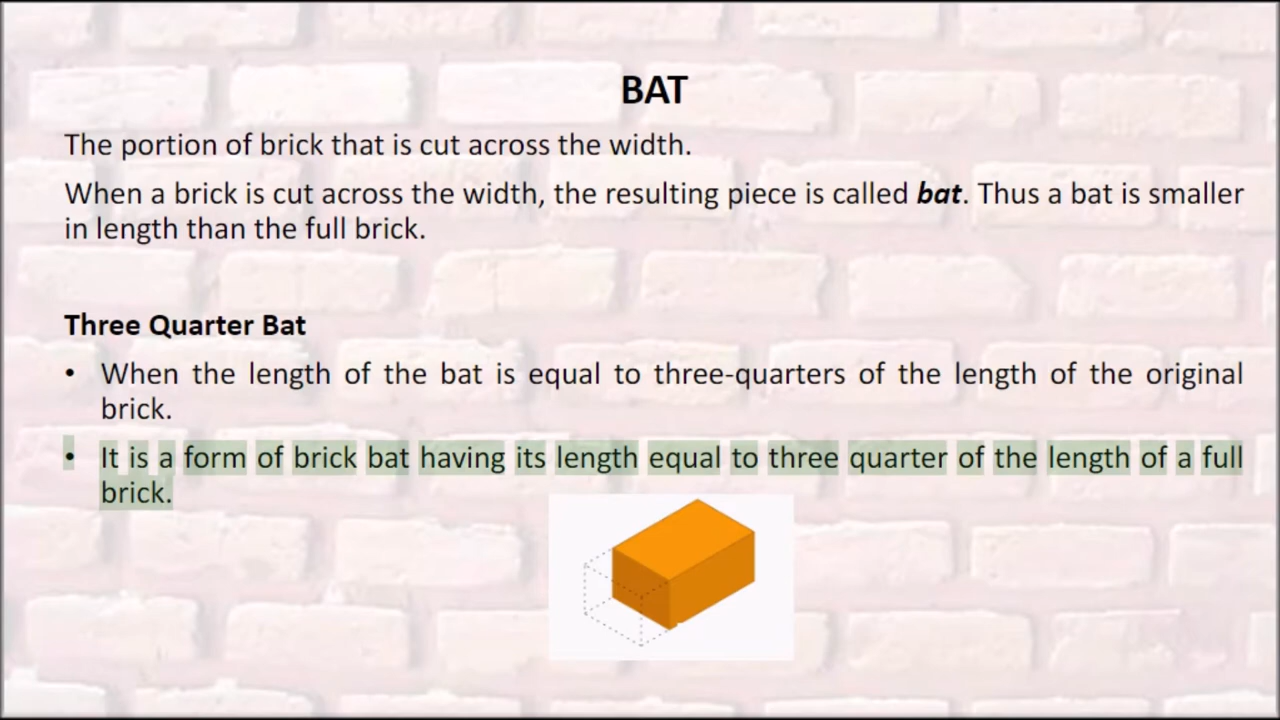 BAT
The portion of brick that is cut across the width.
When a brick is cut across the width, the resulting piece is called bat. Thus a bat is smaller
in length than the full brick.
Three Quarter Bat
• When the length of the bat is equal to three-quarters of the length of the original
brick.
• It is a form of brick bat having its length equal to three quarter of the length of a full
brick.